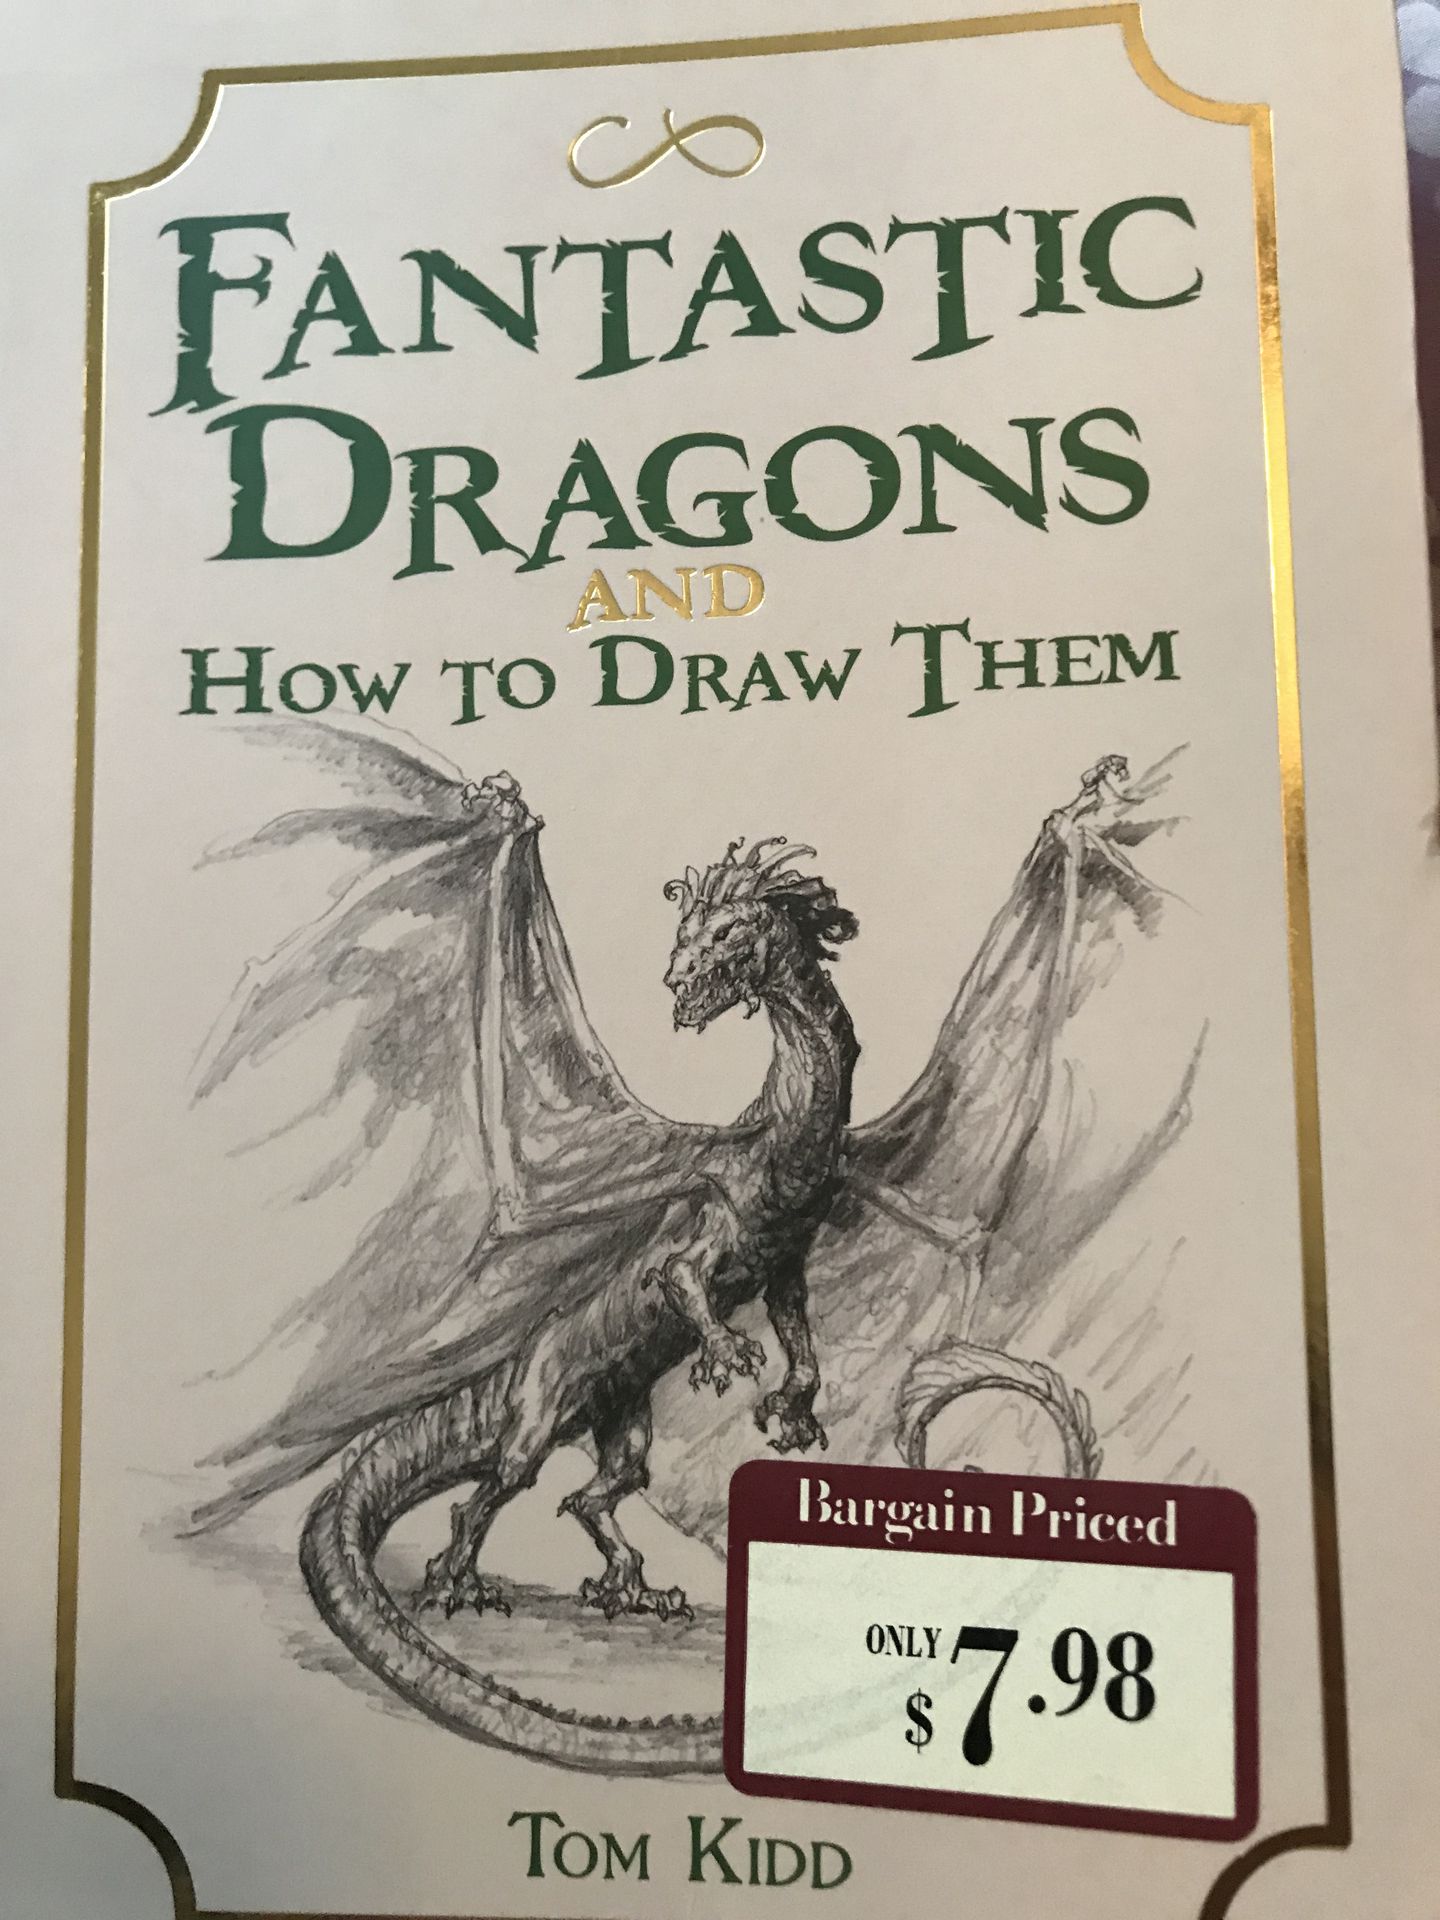 FANTASTIC
DRAGONS
AND
HOW TO DRAW THEM
Bargain Priced
ONLY
$7.98
TOM KIDD